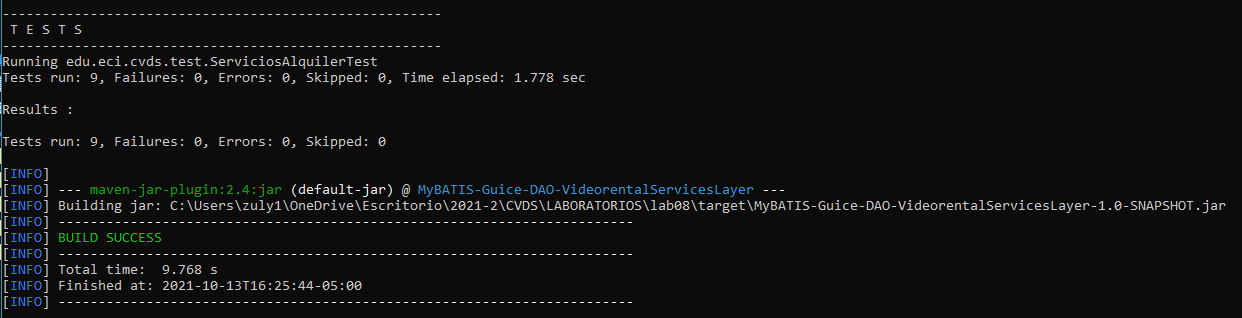 -------------------------------------------------------
 T E S T S
-------------------------------------------------------
Running edu.eci.cvds.test.ServiciosAlquilerTest
Tests run: 9, Failures: 0, Errors: 0, Skipped: 0, Time elapsed: 1.778 sec

Results :

Tests run: 9, Failures: 0, Errors: 0, Skipped: 0

[INFO]
[INFO] --- maven-jar-plugin:2.4:jar (default-jar) @ MyBATIS-Guice-DAO-VideorentalServicesLayer ---
[INFO] Building jar: C:\Users\zuly1\OneDrive\Escritorio\2021-2\CVDS\LABORATORIOS\lab08\target\MyBATIS-Guice-DAO-VideorentalServicesLayer-1.0-SNAPSHOT.jar
[INFO] ------------------------------------------------------------------------
[INFO] BUILD SUCCESS
[INFO] ------------------------------------------------------------------------
[INFO] Total time:  9.768 s
[INFO] Finished at: 2021-10-13T16:25:44-05:00
[INFO] ------------------------------------------------------------------------